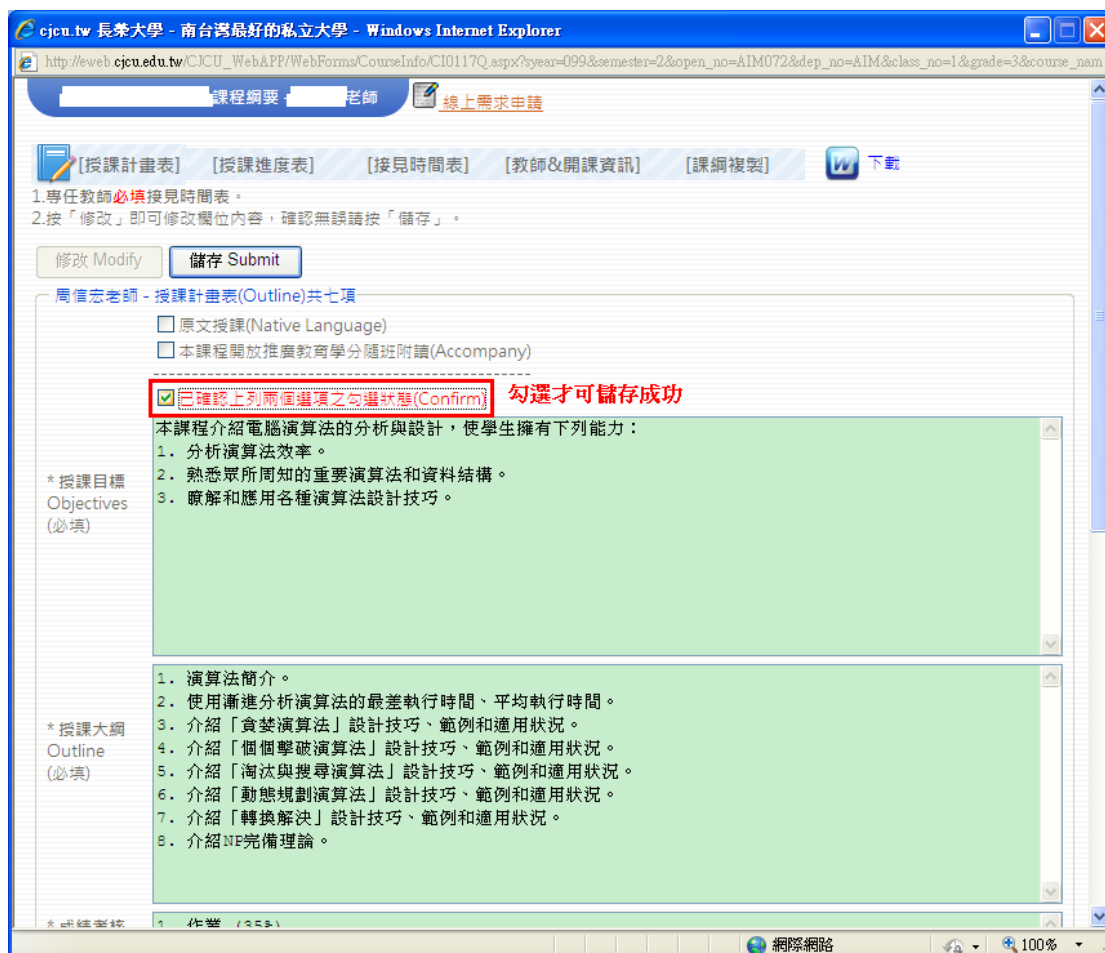 cjcu.tw 長榮大學 - 南台灣最好的私立大學 - Windows Internet Explorer
http://eweb.cjcu.edu.tw/CJCU_WebAPP/WebForms/CourseInfo/CI0117Q.aspx?syear=099&semester=2&open_no=AIM072&dep_no=AIM&class_no=1&grade=3&course_nam
課程綱要 - 老師 線上需求申請
[授課計畫表] [授課進度表] [接見時間表] [教師&開課資訊] [課綱複製] 下載
1.專任教師必填接見時間表。
2.按「修改」即可修改欄位內容，確認無誤請按「儲存」。
修改 Modify 儲存 Submit
周信宏老師 - 授課計畫表(Outline)共七項
原文授課(Native Language)
本課程開放推廣教育學分隨班附讀(Accompany)
--------------------------------------------------
已確認上列兩個選項之勾選狀態(Confirm) 勾選才可儲存成功
* 授課目標
Objectives
(必填)
本課程介紹電腦演算法的分析與設計，使學生擁有下列能力：
1. 分析演算法效率。
2. 熟悉眾所周知的重要演算法和資料結構。
3. 瞭解和應用各種演算法設計技巧。
* 授課大綱
Outline
(必填)
1. 演算法簡介。
2. 使用漸進分析演算法的最差執行時間、平均執行時間。
3. 介紹「貪婪演算法」設計技巧、範例和適用狀況。
4. 介紹「個個擊破演算法」設計技巧、範例和適用狀況。
5. 介紹「淘汰與搜尋演算法」設計技巧、範例和適用狀況。
6. 介紹「動態規劃演算法」設計技巧、範例和適用狀況。
7. 介紹「轉換解決」設計技巧、範例和適用狀況。
8. 介紹NP完備理論。
* 成績考核
1. 作業 (35%)
網際網路 100%